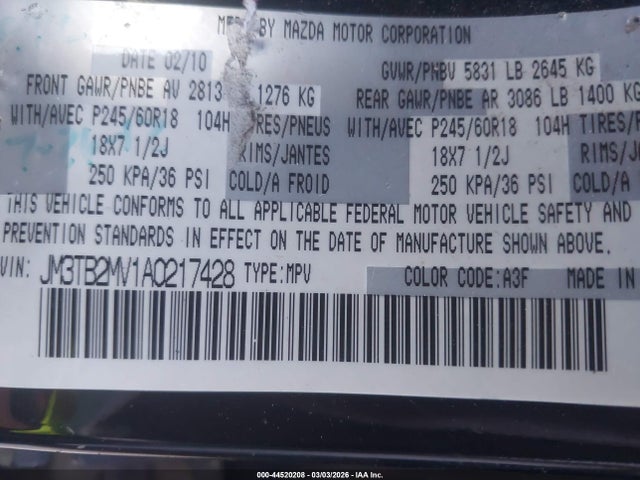 MFD BY MAZDA MOTOR CORPORATION
DATE 02/10 GVWR/PNBV 5831 LB 2645 KG
FRONT GAWR/PNBE AV 2813 1276 KG REAR GAWR/PNBE AR 3086 LB 1400 KG
WITH/AVEC P245/60R18 104H TIRES/PNEUS WITH/AVEC P245/60R18 104H TIRES/P
18X7 1/2J RIMS/JANTES 18X7 1/2J RIMS/JAN
250 KPA/36 PSI COLD/A FROID 250 KPA/36 PSI COLD/A
THIS VEHICLE CONFORMS TO ALL APPLICABLE FEDERAL MOTOR VEHICLE SAFETY AND
PREVENTION STANDARDS IN EFFECT ON THE DATE OF MANUFACTURE SHOWN ABOVE.
VIN: JM3TB2MV1A0217428 TYPE:MPV COLOR CODE:A3F MADE IN
000-44520208 - 03/03/2026 - IAA Inc.